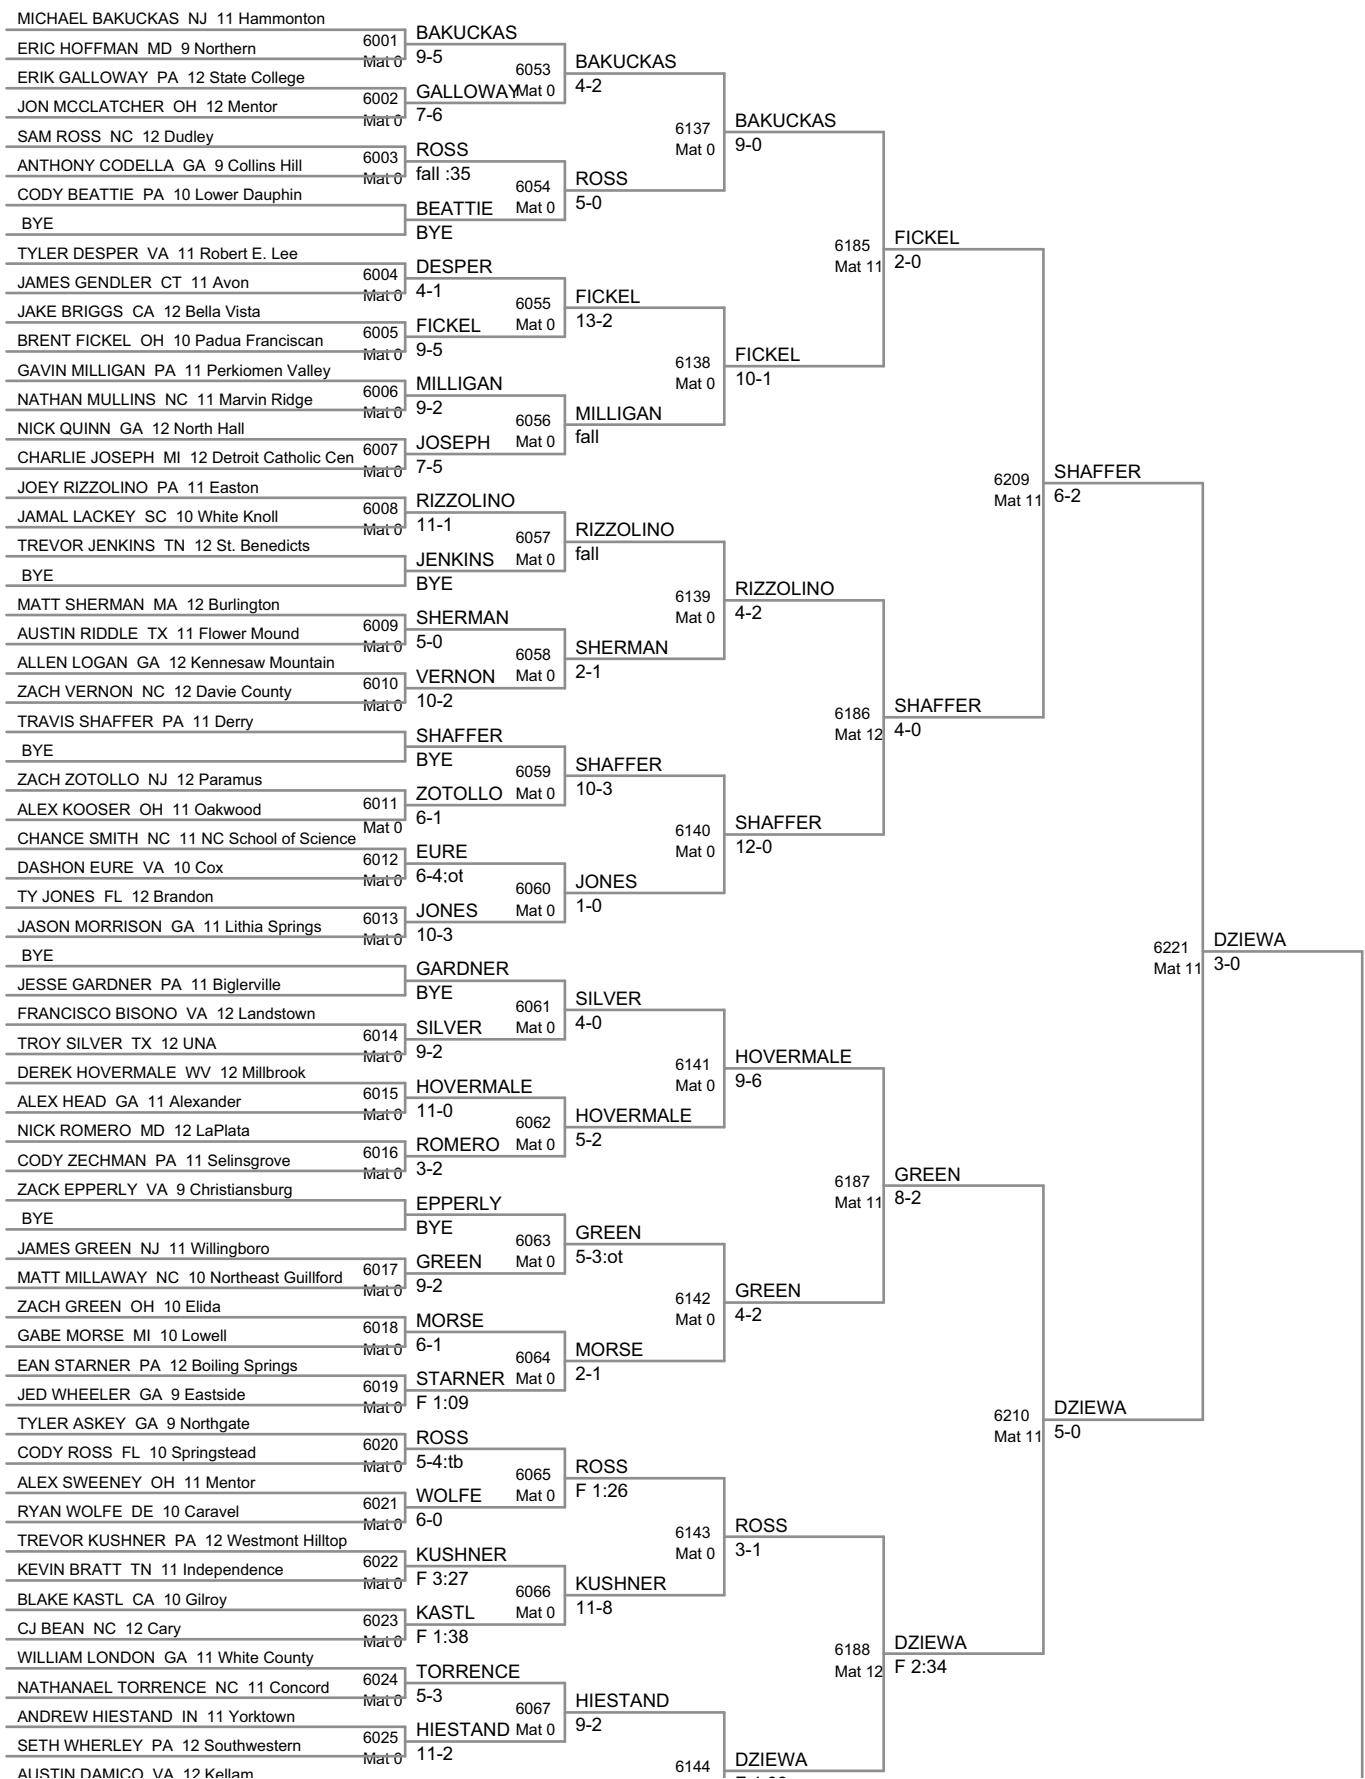 MICHAEL BAKUCKAS NJ 11 Hammonton
ERIC HOFFMAN MD 9 Northern
ERIK GALLOWAY PA 12 State College
JON MCCLATCHER OH 12 Mentor
SAM ROSS NC 12 Dudley
ANTHONY CODELLA GA 9 Collins Hill
CODY BEATTIE PA 10 Lower Dauphin
BYE
TYLER DESPER VA 11 Robert E. Lee
JAMES GENDLER CT 11 Avon
JAKE BRIGGS CA 12 Bella Vista
BRENT FICKEL OH 10 Padua Franciscan
GAVIN MILLIGAN PA 11 Perkiomen Valley
NATHAN MULLINS NC 11 Marvin Ridge
NICK QUINN GA 12 North Hall
CHARLIE JOSEPH MI 12 Detroit Catholic Cen
JOEY RIZZOLINO PA 11 Easton
JAMAL LACKEY SC 10 White Knoll
TREVOR JENKINS TN 12 St. Benedicts
BYE
MATT SHERMAN MA 12 Burlington
AUSTIN RIDDLE TX 11 Flower Mound
ALLEN LOGAN GA 12 Kennesaw Mountain
ZACH VERNON NC 12 Davie County
TRAVIS SHAFFER PA 11 Derry
BYE
ZACH ZOTOLLO NJ 12 Paramus
ALEX KOOSER OH 11 Oakwood
CHANCE SMITH NC 11 NC School of Science
DASHON EURE VA 10 Cox
TY JONES FL 12 Brandon
JASON MORRISON GA 11 Lithia Springs
BYE
JESSE GARDNER PA 11 Biglerville
FRANCISCO BISONO VA 12 Landstown
TROY SILVER TX 12 UNA
DEREK HOVERMALE WV 12 Millbrook
ALEX HEAD GA 11 Alexander
NICK ROMERO MD 12 LaPlata
CODY ZECHMAN PA 11 Selinsgrove
ZACK EPPERLY VA 9 Christiansburg
BYE
JAMES GREEN NJ 11 Willingboro
MATT MILLAWAY NC 10 Northeast Guillford
ZACH GREEN OH 10 Elida
GABE MORSE MI 10 Lowell
EAN STARNER PA 12 Boiling Springs
JED WHEELER GA 9 Eastside
TYLER ASKEY GA 9 Northgate
CODY ROSS FL 10 Springstead
ALEX SWEENEY OH 11 Mentor
RYAN WOLFE DE 10 Caravel
TREVOR KUSHNER PA 12 Westmont Hilltop
KEVIN BRATT TN 11 Independence
BLAKE KASTL CA 10 Gilroy
CJ BEAN NC 12 Cary
WILLIAM LONDON GA 11 White County
NATHANAEL TORRENCE NC 11 Concord
ANDREW HIESTAND IN 11 Yorktown
SETH WHERLEY PA 12 Southwestern
AUSTIN DAMICO VA 12 Kellam
6001
Mat 0
6002
Mat 0
6003
Mat 0
6004
Mat 0
6005
Mat 0
6006
Mat 0
6007
Mat 0
6008
Mat 0
6009
Mat 0
6010
Mat 0
6011
Mat 0
6012
Mat 0
6013
Mat 0
6014
Mat 0
6015
Mat 0
6016
Mat 0
6017
Mat 0
6018
Mat 0
6019
Mat 0
6020
Mat 0
6021
Mat 0
6022
Mat 0
6023
Mat 0
6024
Mat 0
6025
Mat 0
BAKUCKAS
9-5
GALLOWAY
7-6
ROSS
fall :35
BEATTIE
BYE
DESPER
4-1
FICKEL
9-5
MILLIGAN
9-2
JOSEPH
7-5
RIZZOLINO
11-1
JENKINS
BYE
SHERMAN
5-0
VERNON
10-2
SHAFFER
BYE
ZOTOLLO
6-1
EURE
6-4:ot
JONES
10-3
GARDNER
BYE
SILVER
9-2
HOVERMALE
11-0
ROMERO
3-2
EPPERLY
BYE
GREEN
9-2
MORSE
6-1
STARNER
F 1:09
ROSS
5-4:tb
WOLFE
6-0
KUSHNER
F 3:27
KASTL
F 1:38
TORRENCE
5-3
HIESTAND
11-2
6053
Mat 0
6054
Mat 0
6055
Mat 0
6056
Mat 0
6057
Mat 0
6058
Mat 0
6059
Mat 0
6060
Mat 0
6061
Mat 0
6062
Mat 0
6063
Mat 0
6064
Mat 0
6065
Mat 0
6066
Mat 0
6067
Mat 0
BAKUCKAS
4-2
ROSS
5-0
FICKEL
13-2
MILLIGAN
fall
RIZZOLINO
fall
SHERMAN
2-1
SHAFFER
10-3
JONES
1-0
SILVER
4-0
HOVERMALE
5-2
GREEN
5-3:ot
MORSE
2-1
ROSS
F 1:26
KUSHNER
11-8
HIESTAND
9-2
6137
Mat 0
6138
Mat 0
6139
Mat 0
6140
Mat 0
6141
Mat 0
6142
Mat 0
6143
Mat 0
6144
BAKUCKAS
9-0
FICKEL
10-1
RIZZOLINO
4-2
SHAFFER
12-0
HOVERMALE
9-6
GREEN
4-2
ROSS
3-1
DZIEWA
6185
Mat 11
6186
Mat 12
6187
Mat 11
6188
Mat 12
FICKEL
2-0
SHAFFER
4-0
GREEN
8-2
DZIEWA
F 2:34
6209
Mat 11
6210
Mat 11
SHAFFER
6-2
DZIEWA
5-0
6221
Mat 11
DZIEWA
3-0